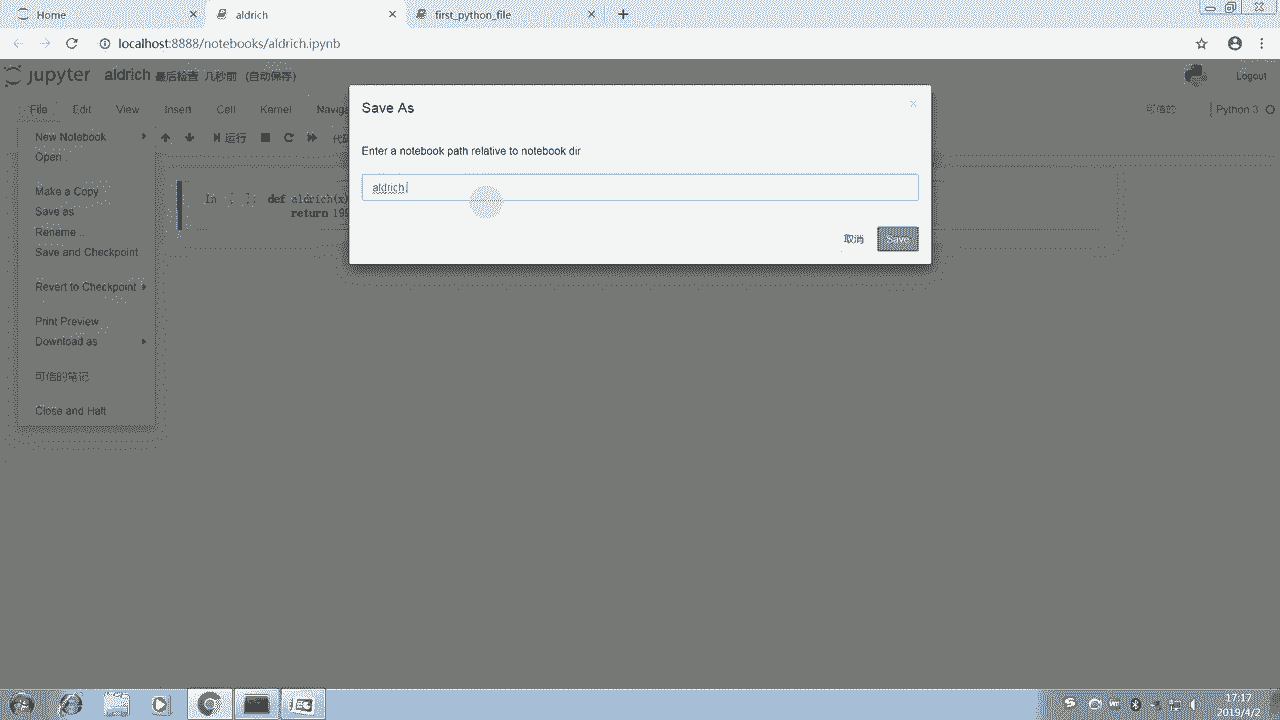 Home
aldrich
first_python_file
localhost:8888/notebooks/aldrich.ipynb
jupyter aldrich 最后检查 几秒前 (自动保存)
Logout
File Edit View Insert Cell Kernel
可信的
Python 3
New Notebook
运行
Open
Make a Copy
Save as
Rename...
Save and Checkpoint
Revert to Checkpoint
Print Preview
Download as
可信的笔记
Close and Halt
def aldrich(x)
return 199
Save As
Enter a notebook path relative to notebook dir
aldrich
取消
Save
17:17
2019/4/2